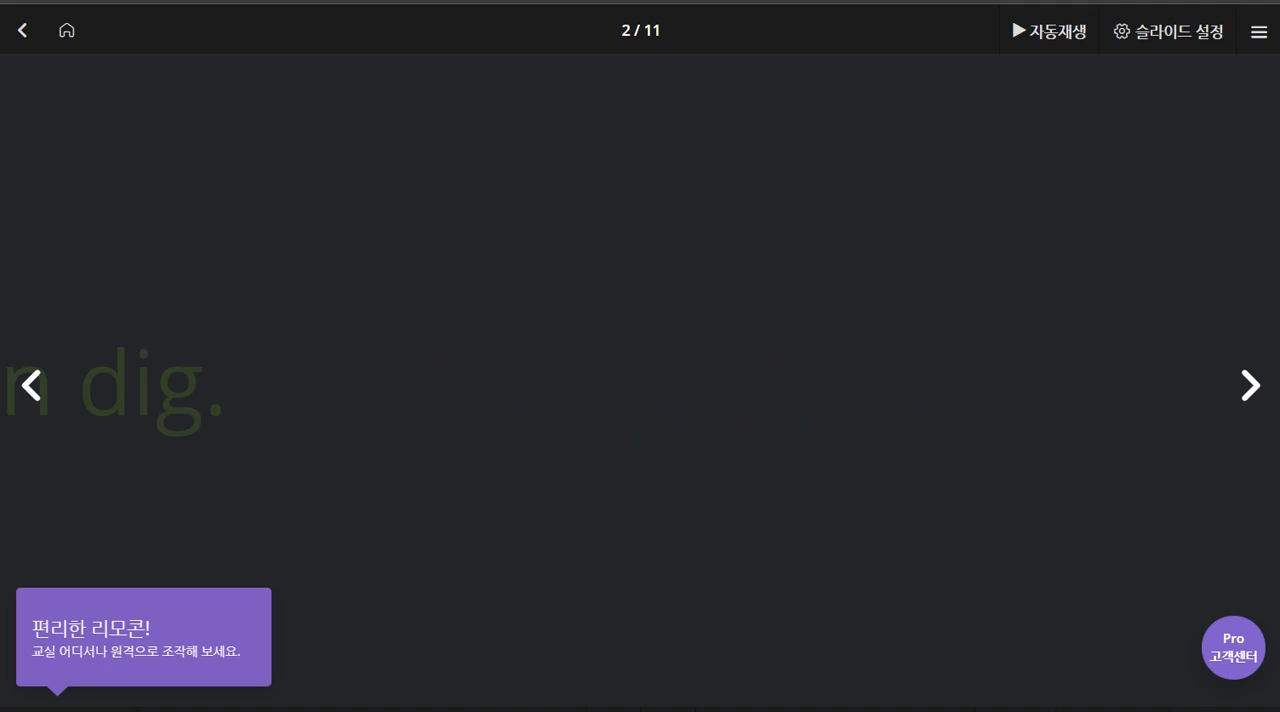 2 / 11
자동재생
슬라이드 설정
n dig.
편리한 리모콘!
교실 어디서나 원격으로 조작해 보세요.
Pro
고객센터